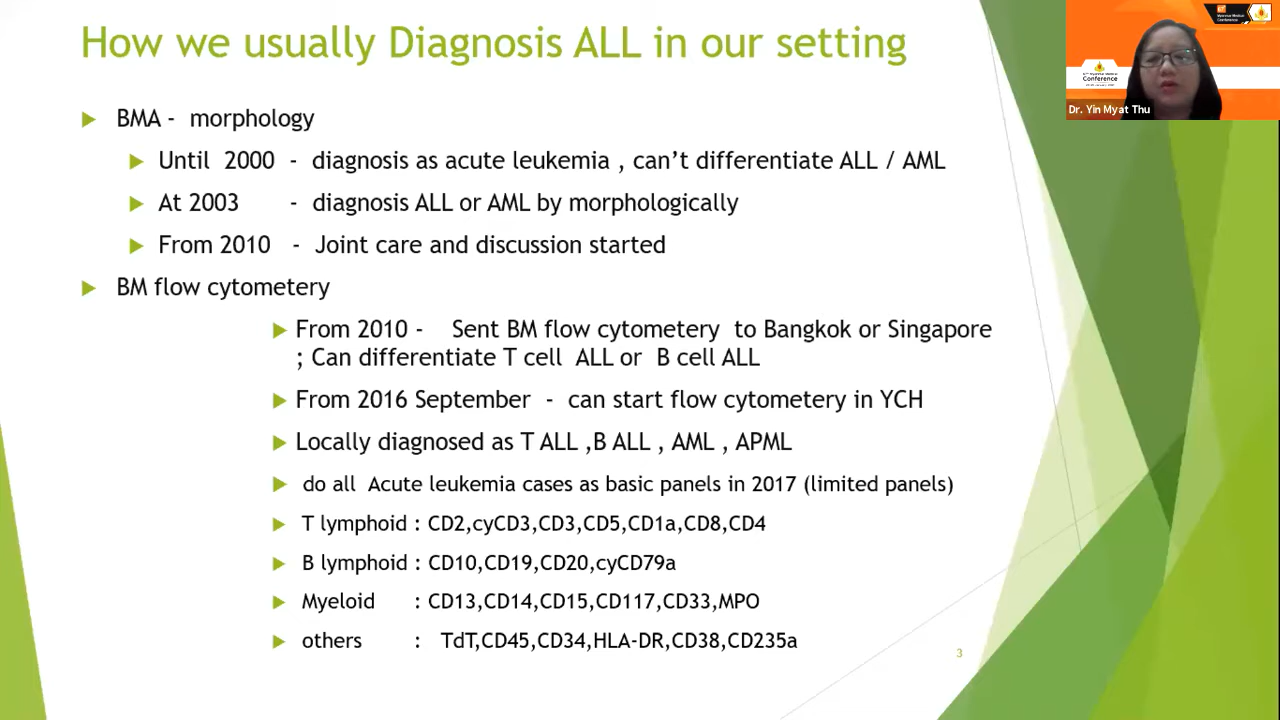 How we usually Diagnosis ALL in our setting
BMA - morphology
Until 2000 - diagnosis as acute leukemia , can't differentiate ALL / AML
At 2003 - diagnosis ALL or AML by morphologically
From 2010 - Joint care and discussion started
BM flow cytometery
From 2010 - Sent BM flow cytometery to Bangkok or Singapore
; Can differentiate T cell ALL or B cell ALL
From 2016 September - can start flow cytometery in YCH
Locally diagnosed as T ALL ,B ALL , AML , APML
do all Acute leukemia cases as basic panels in 2017 (limited panels)
T lymphoid : CD2,cyCD3,CD3,CD5,CD1a,CD8,CD4
B lymphoid : CD10,CD19,CD20,cyCD79a
Myeloid : CD13,CD14,CD15,CD117,CD33,MPO
others : TdT,CD45,CD34,HLA-DR,CD38,CD235a
3
Myanmar Medical
Conference
Conference
Dr. Yin Myat Thu